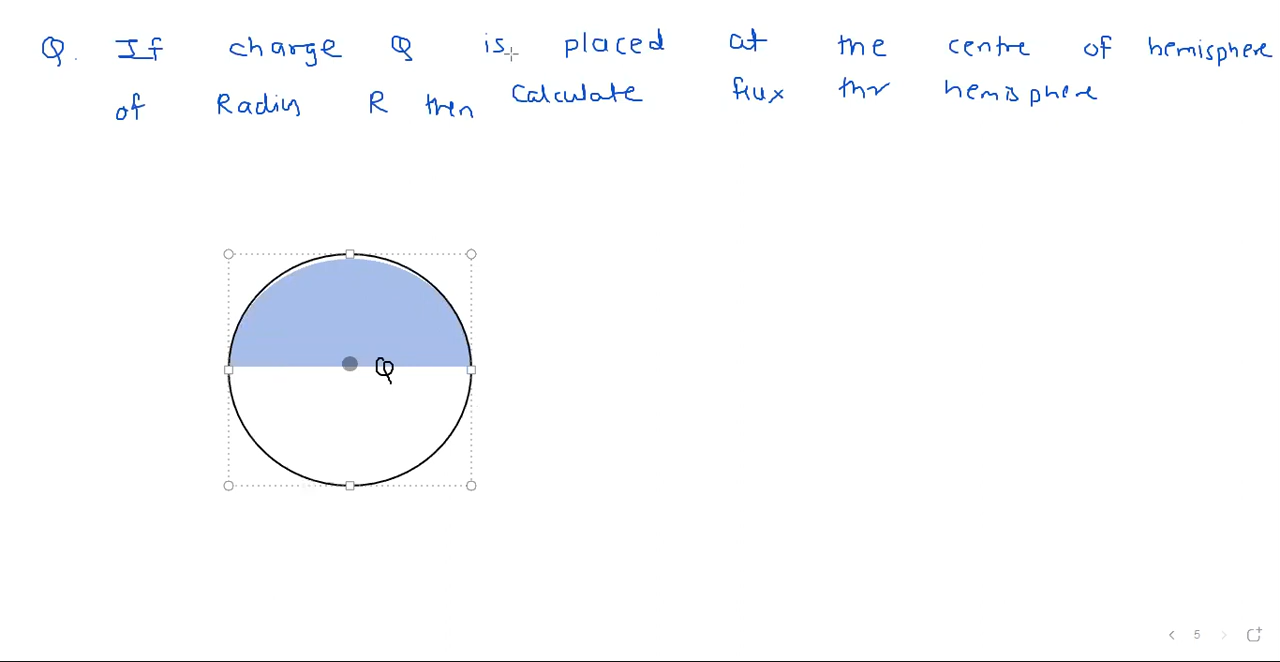 Q. If charge Q is placed at the centre of hemisphere
of Radius R then Calculate flux thr hemisphere
Q
5